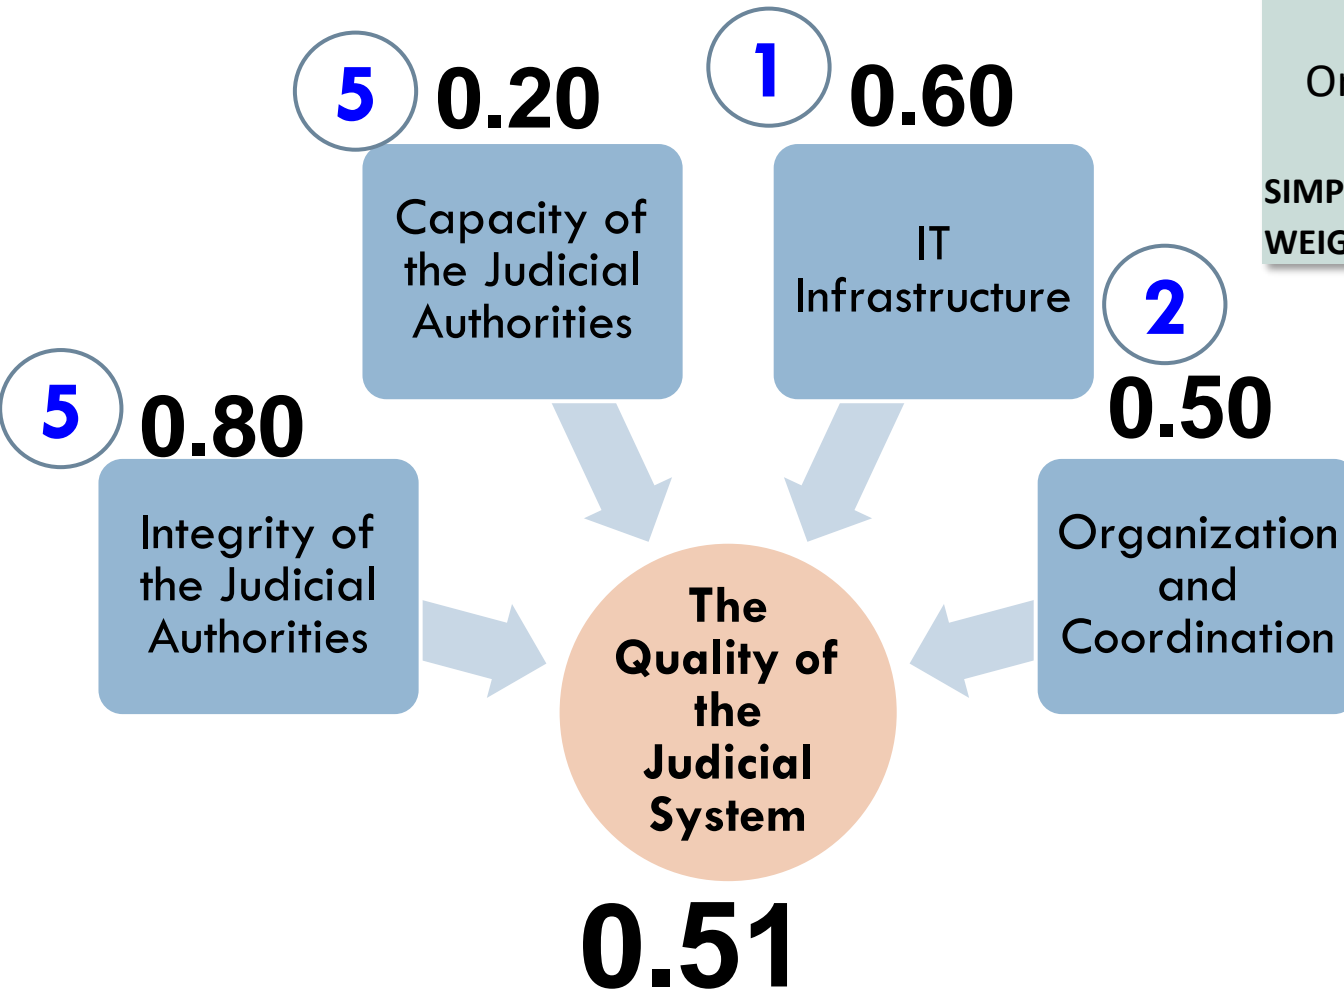 5
0.20
Capacity of
the Judicial
Authorities
1
0.60
IT
Infrastructure
2
0.50
Organization
and
Coordination
5
0.80
Integrity of
the Judicial
Authorities
The
Quality of
the
Judicial
System
0.51